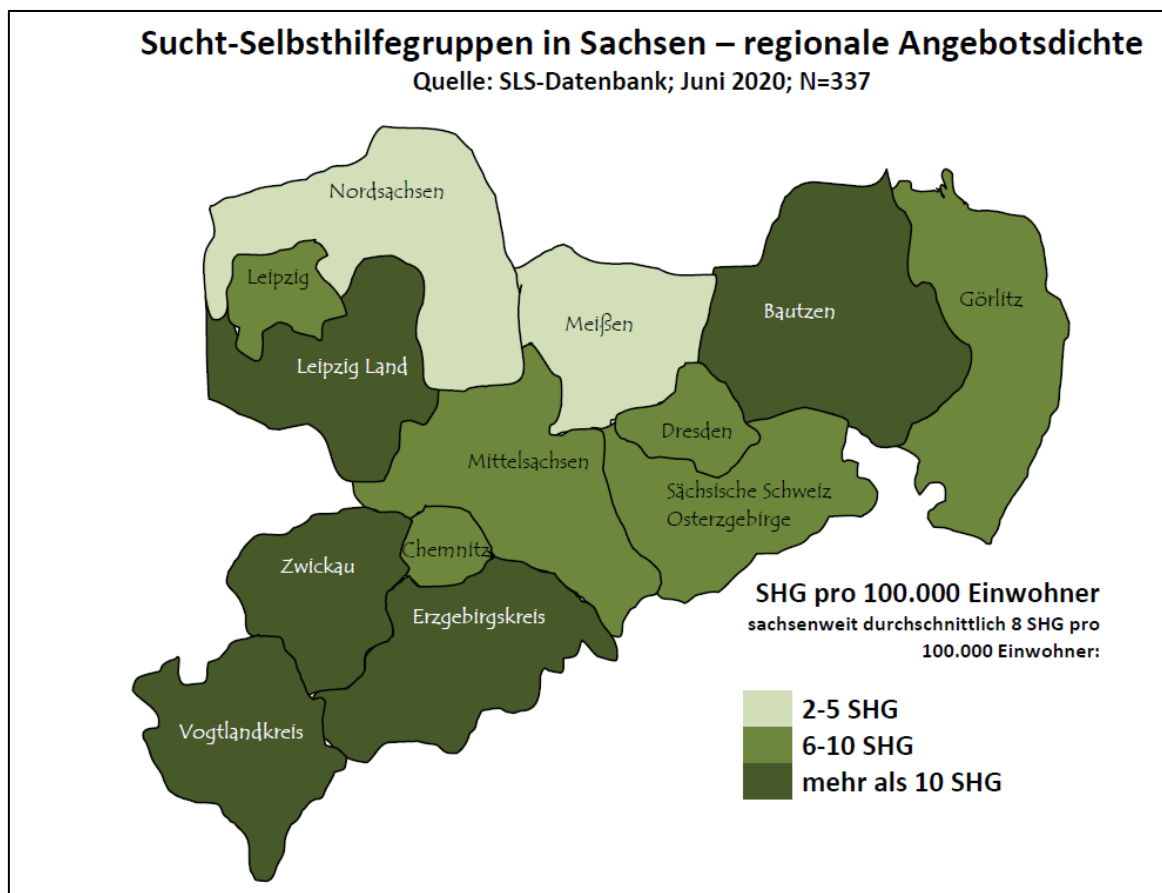 Sucht-Selbsthilfegruppen in Sachsen – regionale Angebotsdichte
Quelle: SLS-Datenbank; Juni 2020; N=337
Nordsachsen
Leipzig
Leipzig Land
Meißen
Bautzen
Görlitz
Dresden
Mittelsachsen
Sächsische Schweiz
Osterzgebirge
Chemnitz
Zwickau
Erzgebirgskreis
Vogtlandkreis
SHG pro 100.000 Einwohner
sachsenweit durchschnittlich 8 SHG pro
100.000 Einwohner:
2-5 SHG
6-10 SHG
mehr als 10 SHG